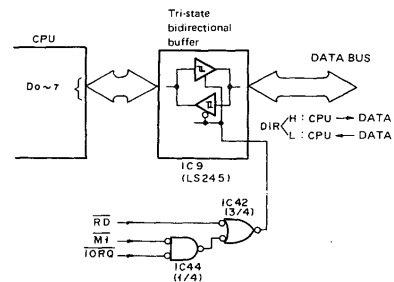 Tri-state
bidirectional
buffer
CPU
DATA BUS
D0~7
DIR
H : CPU → DATA
L : CPU ← DATA
IC9
(LS245)
IC42
(3/4)
RD
M1
IORQ
IC44
(1/4)